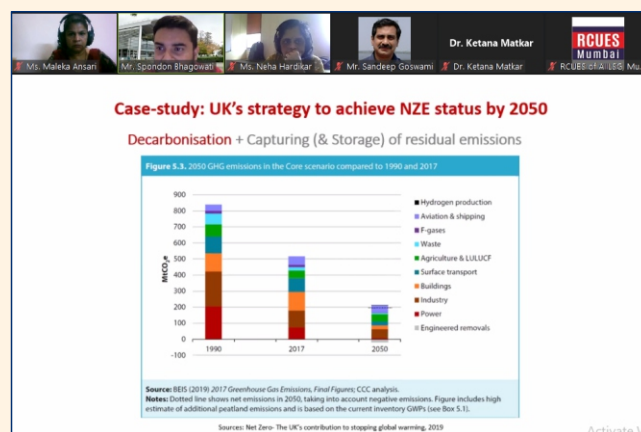 Dr. Ketana Matkar
RCUES
Mumbai
Ms. Maleka Ansari
Mr. Spondon Bhagowati
Ms. Neha Hardikar
Mr. Sandeep Goswami
Dr. Ketana Matkar
RCUES of AILSG, Mu
Case-study: UK's strategy to achieve NZE status by 2050
Decarbonisation + Capturing (& Storage) of residual emissions
Figure 5.3. 2050 GHG emissions in the Core scenario compared to 1990 and 2017
MtCO₂e
900
800
700
600
500
400
300
200
100
0
-100
1990
2017
2050
Hydrogen production
Aviation & shipping
F-gases
Waste
Agriculture & LULUCF
Surface transport
Buildings
Industry
Power
Engineered removals
Source: BEIS (2019) 2017 Greenhouse Gas Emissions, Final Figures; CCC analysis.
Notes: Dotted line shows net emissions in 2050, taking into account negative emissions. Figure includes high
estimate of additional peatland emissions and is based on the current inventory GWPs (see Box 5.1).
Sources: Net Zero- The UK's contribution to stopping global warming, 2019
Activate